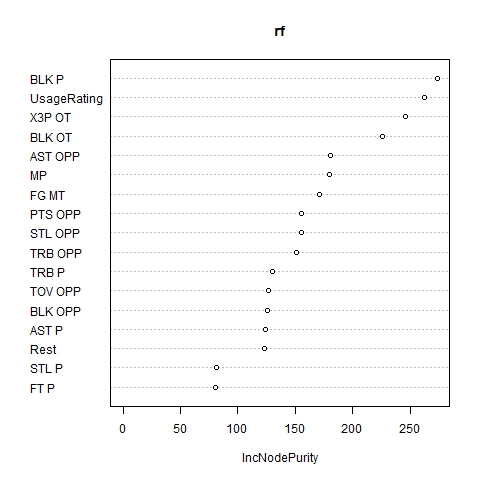 rf
BLK P
UsageRating
X3P OT
BLK OT
AST OPP
MP
FG MT
PTS OPP
STL OPP
TRB OPP
TRB P
TOV OPP
BLK OPP
AST P
Rest
STL P
FT P
0 50 100 150 200 250
IncNodePurity